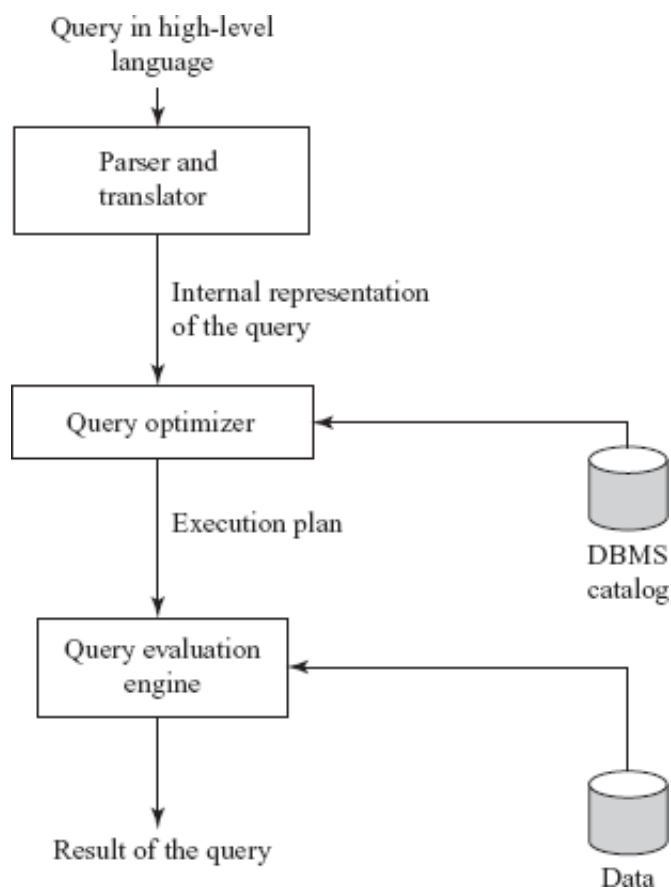 Query in high-level
language
Parser and
translator
Internal representation
of the query
Query optimizer
Execution plan
DBMS
catalog
Query evaluation
engine
Result of the query
Data